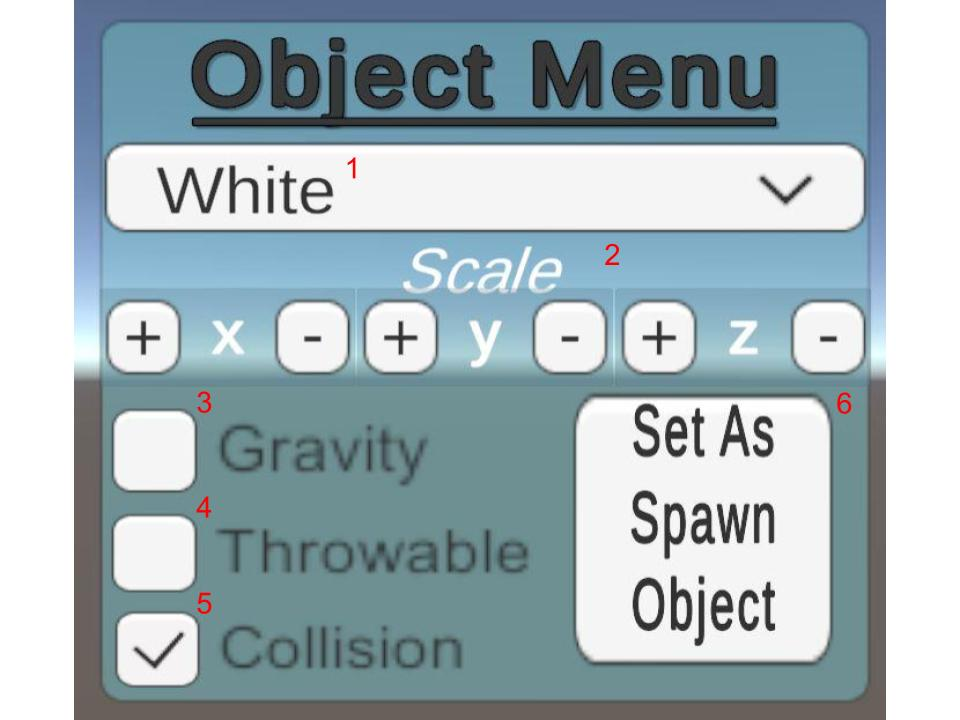 Object Menu
White 1
Scale 2
+ x - + y - + z -
3
Gravity
4
Throwable
5
Collision
6
Set As
Spawn
Object